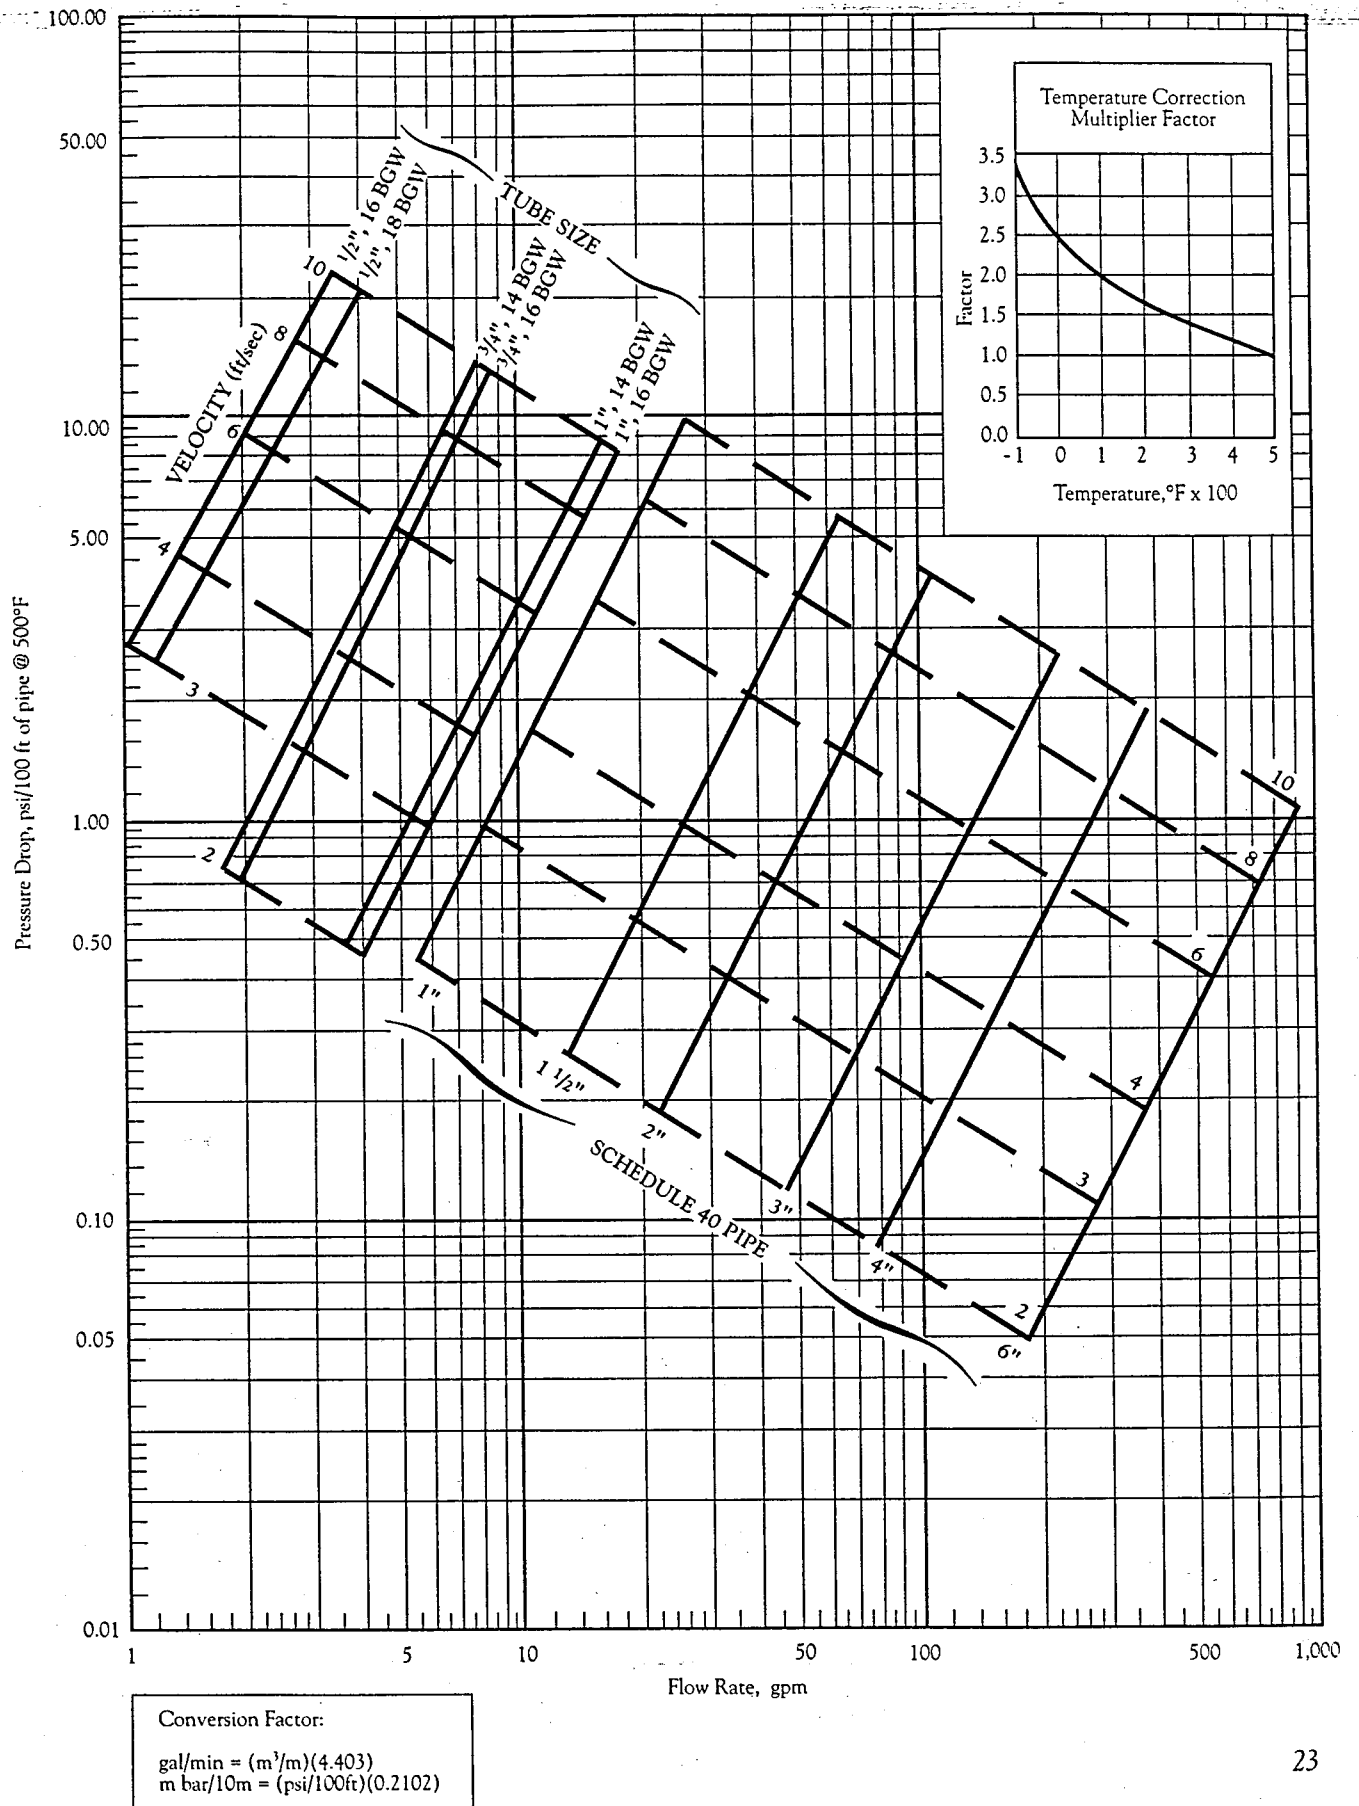 100.00
50.00
10.00
5.00
1.00
0.50
0.10
0.05
0.01
Pressure Drop, psi/100 ft of pipe @ 500°F
1
5
10
50
100
500
1,000
Flow Rate, gpm
VELOCITY (ft/sec)
10
8
6
4
3
2
1/2", 16 BGW
1/2", 18 BGW
TUBE SIZE
3/4", 14 BGW
3/4", 16 BGW
1", 14 BGW
1", 16 BGW
1"
1 1/2"
2"
3"
4"
6"
SCHEDULE 40 PIPE
10
8
6
4
3
2
Temperature Correction
Multiplier Factor
3.5
3.0
2.5
2.0
1.5
1.0
0.5
0.0
Factor
-1
0
1
2
3
4
5
Temperature,°F x 100
Conversion Factor:
gal/min = (m³/m)(4.403)
m bar/10m = (psi/100ft)(0.2102)
23